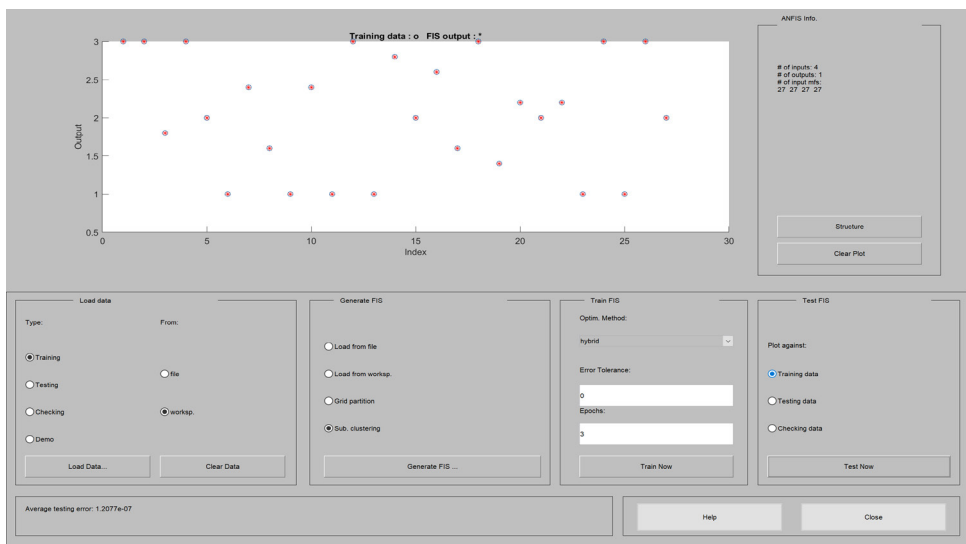 Training data : o FIS output : *
3
2.5
2
1.5
1
0.5
Output
0 5 10 15 20 25 30
Index
ANFIS Info.
# of inputs: 4
# of outputs: 1
# of input mfs:
27 27 27 27
Structure
Clear Plot
Load data
Type: From:
Training
file
Testing
Checking
worksp.
Demo
Load Data... Clear Data
Generate FIS
Load from file
Load from worksp.
Grid partition
Sub. clustering
Generate FIS ...
Train FIS
Optim. Method:
hybrid
Error Tolerance:
0
Epochs:
3
Train Now
Test FIS
Plot against:
Training data
Testing data
Checking data
Test Now
Average testing error: 1.2077e-07
Help Close